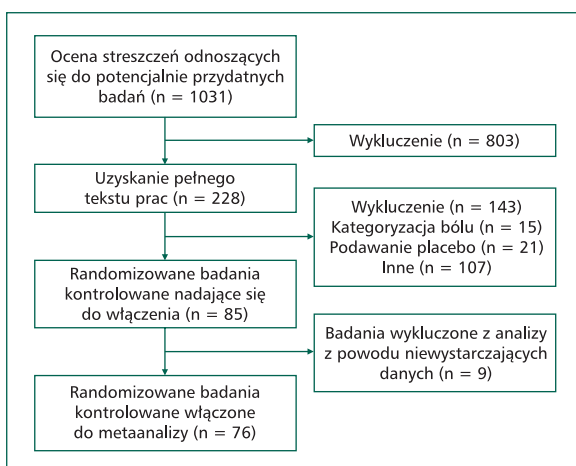 Ocena streszczeń odnoszących
się do potencjalnie przydatnych
badań (n = 1031)
Wykluczenie (n = 803)
Uzyskanie pełnego
tekstu prac (n = 228)
Wykluczenie (n = 143)
Kategoryzacja bólu (n = 15)
Podawanie placebo (n = 21)
Inne (n = 107)
Randomizowane badania
kontrolowane nadające się
do włączenia (n = 85)
Badania wykluczone z analizy
z powodu niewystarczających
danych (n = 9)
Randomizowane badania
kontrolowane włączone
do metaanalizy (n = 76)